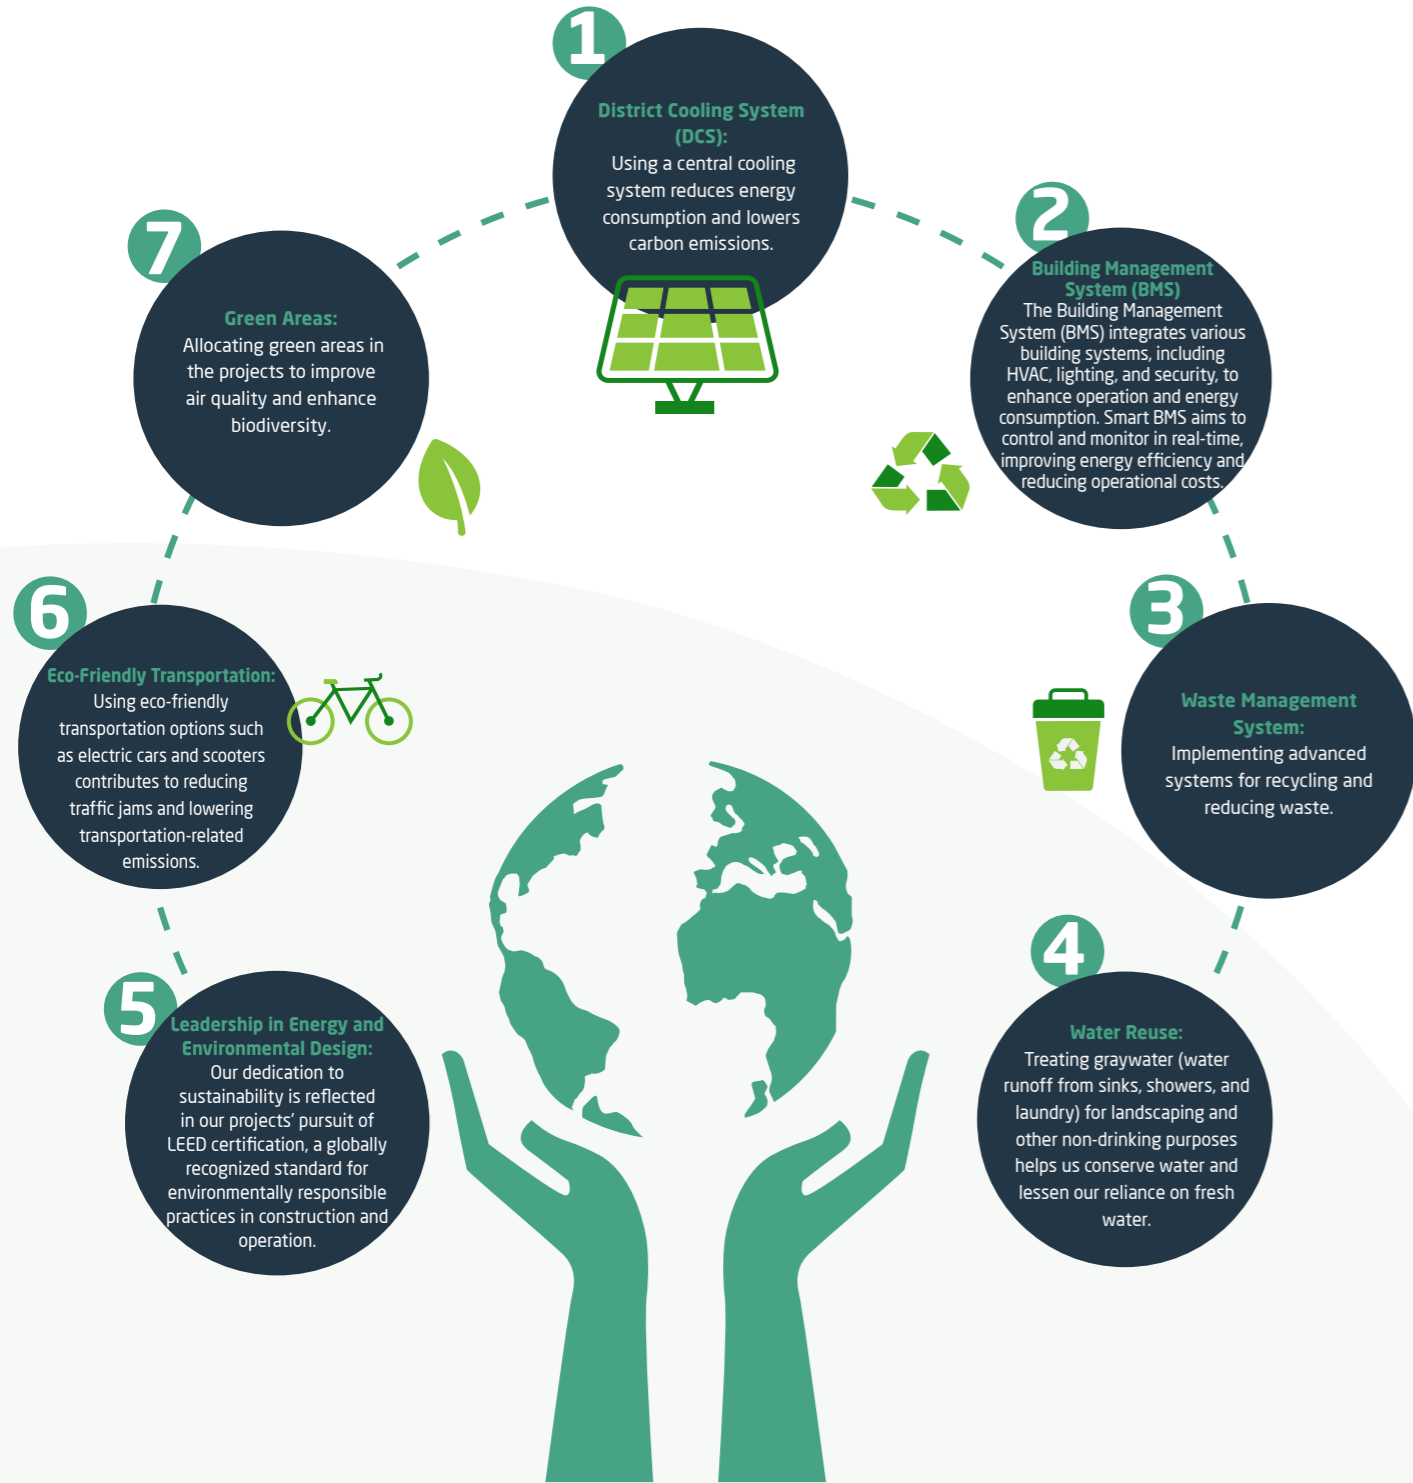 1
District Cooling System
(DCS):
Using a central cooling
system reduces energy
consumption and lowers
carbon emissions.
2
Building Management
System (BMS)
The Building Management
System (BMS) integrates various
building systems, including
HVAC, lighting, and security, to
enhance operation and energy
consumption. Smart BMS aims to
control and monitor in real-time,
improving energy efficiency and
reducing operational costs.
3
Waste Management
System:
Implementing advanced
systems for recycling and
reducing waste.
4
Water Reuse:
Treating graywater (water
runoff from sinks, showers, and
laundry) for landscaping and
other non-drinking purposes
helps us conserve water and
lessen our reliance on fresh
water.
5
Leadership in Energy and
Environmental Design:
Our dedication to
sustainability is reflected
in our projects’ pursuit of
LEED certification, a globally
recognized standard for
environmentally responsible
practices in construction and
operation.
6
Eco-Friendly Transportation:
Using eco-friendly
transportation options such
as electric cars and scooters
contributes to reducing
traffic jams and lowering
transportation-related
emissions.
7
Green Areas:
Allocating green areas in
the projects to improve
air quality and enhance
biodiversity.